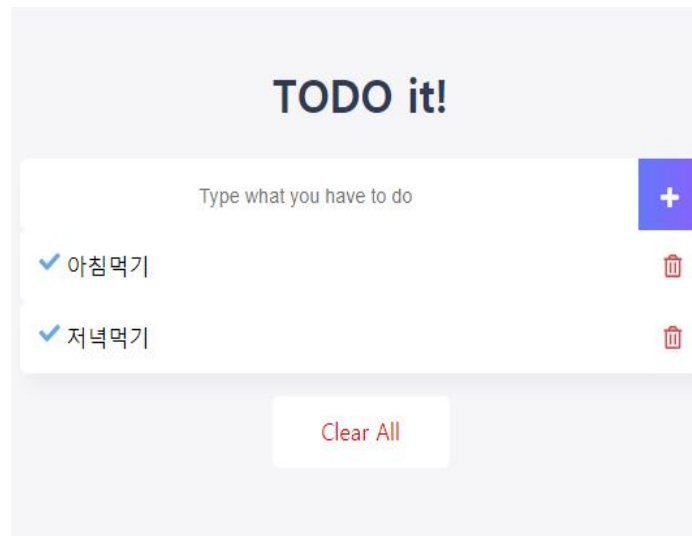 TODO it!
Type what you have to do
아침먹기
저녁먹기
Clear All